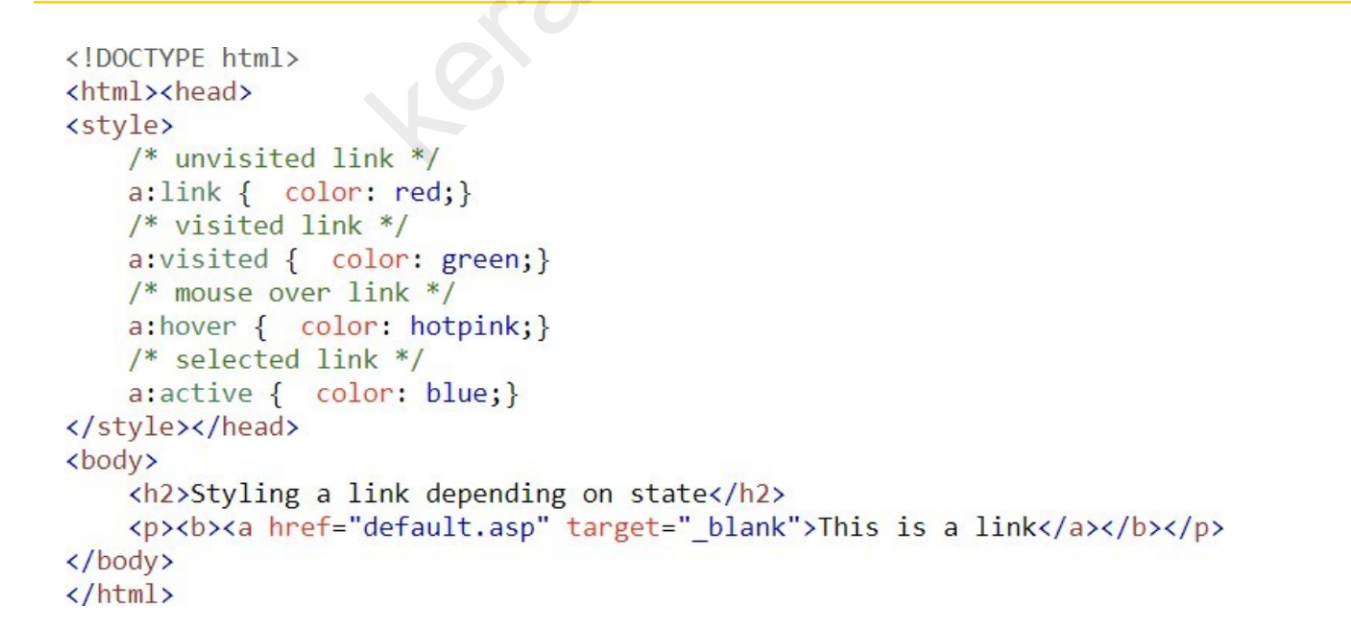 <!DOCTYPE html>
<html><head>
<style>
    /* unvisited link */
    a:link {  color: red;}
    /* visited link */
    a:visited {  color: green;}
    /* mouse over link */
    a:hover {  color: hotpink;}
    /* selected link */
    a:active {  color: blue;}
</style></head>
<body>
    <h2>Styling a link depending on state</h2>
    <p><b><a href="default.asp" target="_blank">This is a link</a></b></p>
</body>
</html>